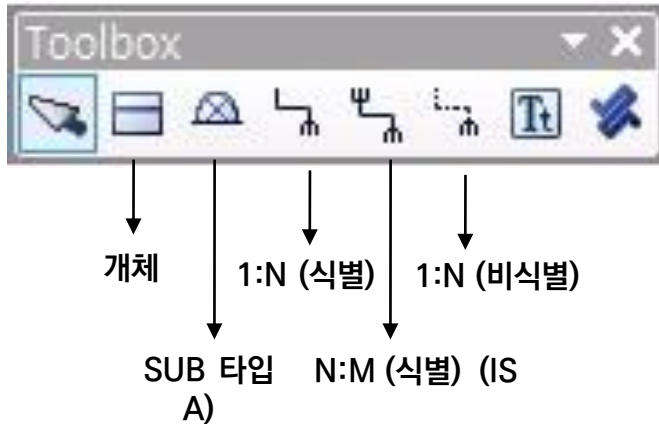 Toolbox
Tt
개체
1:N (식별)
1:N (비식별)
SUB 타입
N:M (식별) (IS
A)